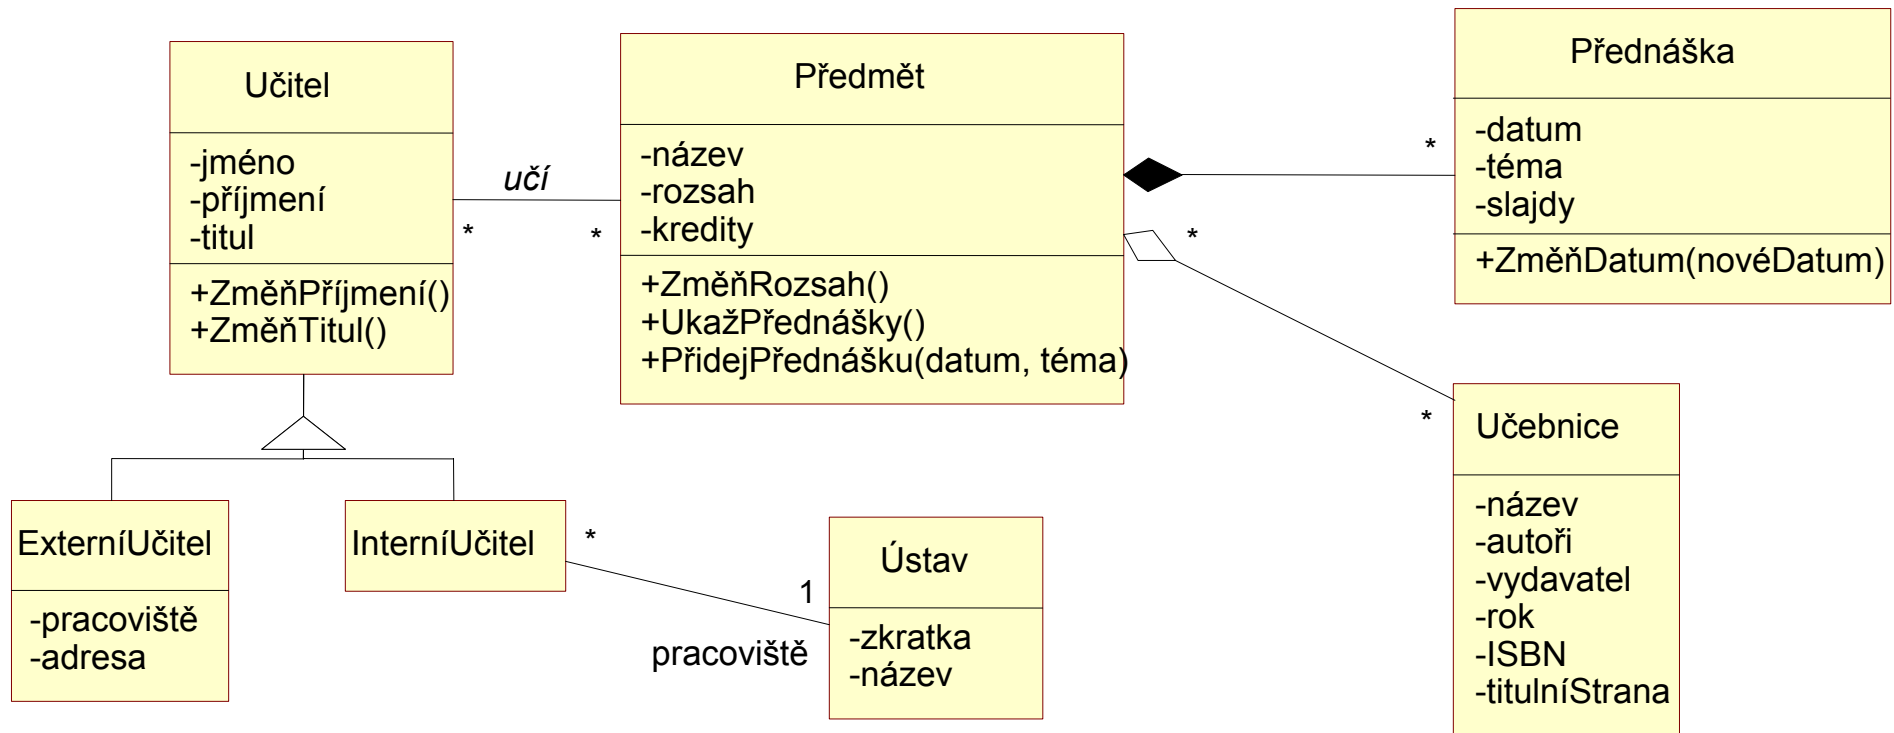 Učitel
-jméno
-příjmení
-titul
+ZměňPříjmení()
+ZměňTitul()
učí
*
*
Předmět
-název
-rozsah
-kredity
+ZměňRozsah()
+UkažPřednášky()
+PřidejPřednášku(datum, téma)
*
Přednáška
-datum
-téma
-slajdy
+ZměňDatum(novéDatum)
*
*
Učebnice
-název
-autoři
-vydavatel
-rok
-ISBN
-titulníStrana
ExterníUčitel
-pracoviště
-adresa
InterníUčitel
*
1
pracoviště
Ústav
-zkratka
-název